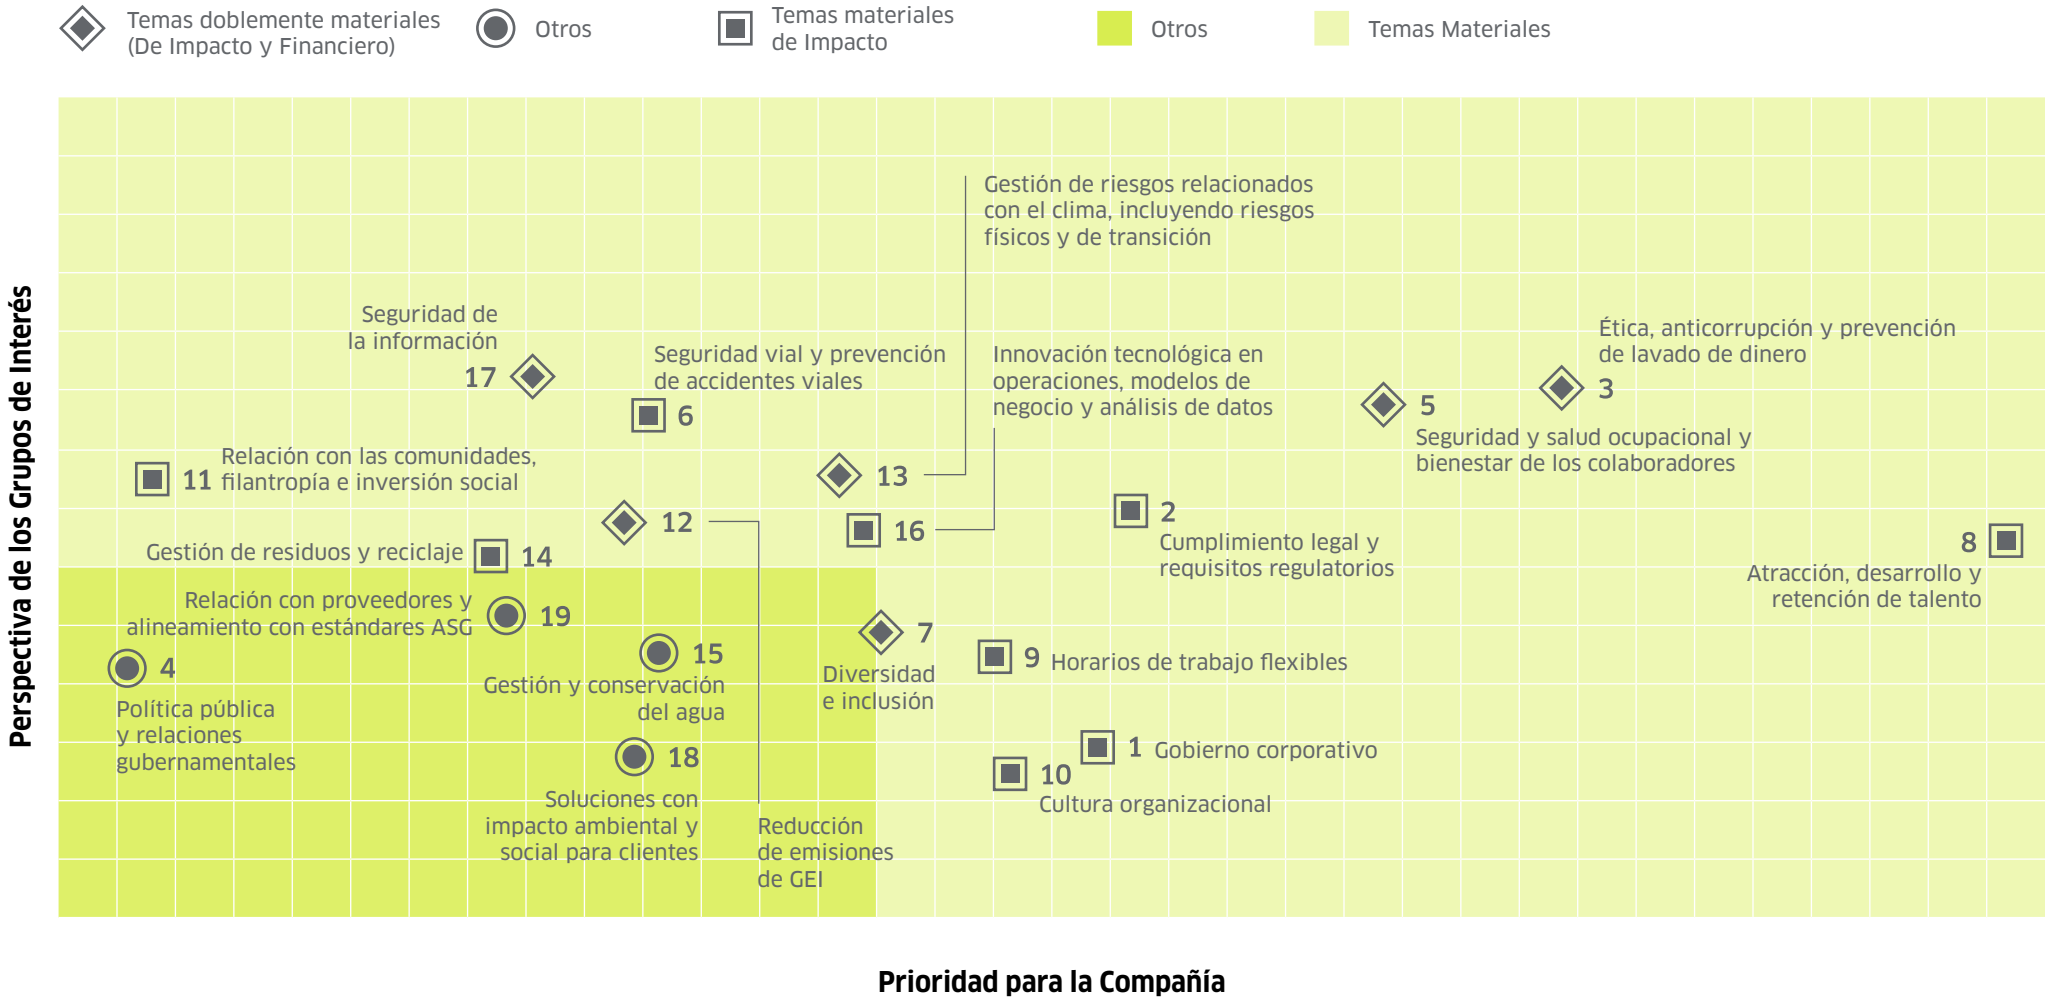 Temas doblemente materiales
(De Impacto y Financiero)
Otros
Temas materiales
de Impacto
Otros
Temas Materiales
Perspectiva de los Grupos de Interés
Gestión de riesgos relacionados
con el clima, incluyendo riesgos
físicos y de transición
Seguridad de
la información
17
Seguridad vial y prevención
de accidentes viales
6
Innovación tecnológica en
operaciones, modelos de
negocio y análisis de datos
Ética, anticorrupción y prevención
de lavado de dinero
3
5
Seguridad y salud ocupacional y
bienestar de los colaboradores
11
Relación con las comunidades,
filantropía e inversión social
13
12
16
2
Cumplimiento legal y
requisitos regulatorios
8
Atracción, desarrollo y
retención de talento
Gestión de residuos y reciclaje
14
Relación con proveedores y
alineamiento con estándares ASG
19
4
Política pública
y relaciones
gubernamentales
15
Gestión y conservación
del agua
7
Diversidad
e inclusión
9 Horarios de trabajo flexibles
18
Soluciones con
impacto ambiental y
social para clientes
1 Gobierno corporativo
10
Cultura organizacional
Reducción
de emisiones
de GEI
Prioridad para la Compañía